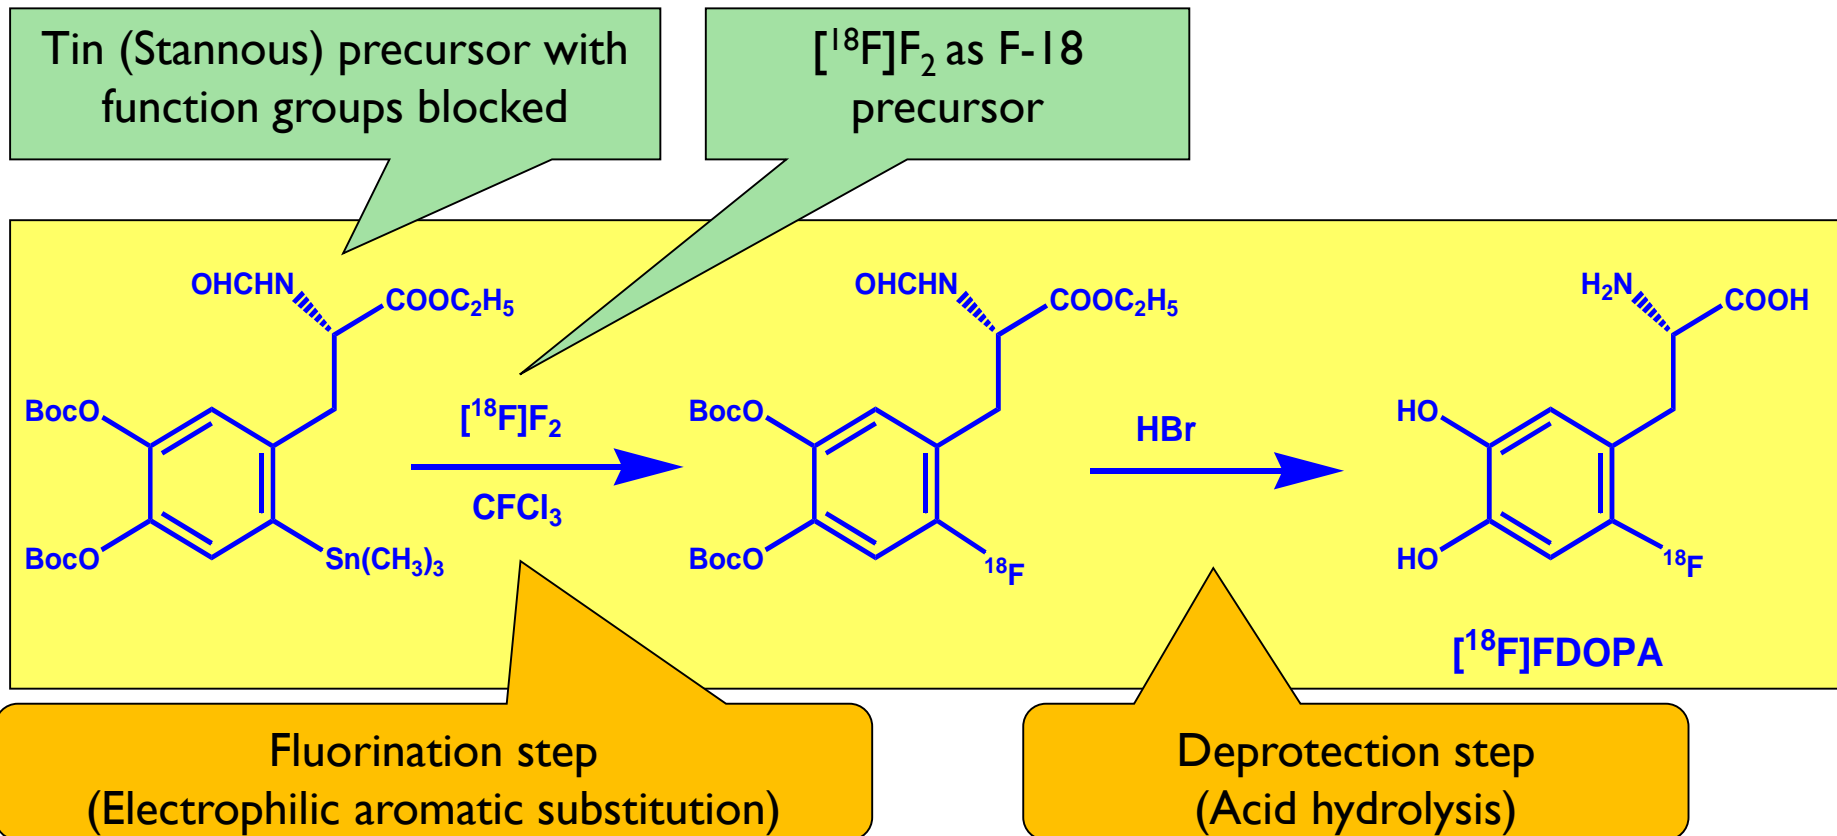 Tin (Stannous) precursor with
function groups blocked
[¹⁸F]F₂ as F-18
precursor
OHCHN
COOC₂H₅
BocO
BocO
Sn(CH₃)₃
[¹⁸F]F₂
CFCl₃
OHCHN
COOC₂H₅
BocO
BocO
¹⁸F
HBr
H₂N
COOH
HO
HO
¹⁸F
[¹⁸F]FDOPA
Fluorination step
(Electrophilic aromatic substitution)
Deprotection step
(Acid hydrolysis)